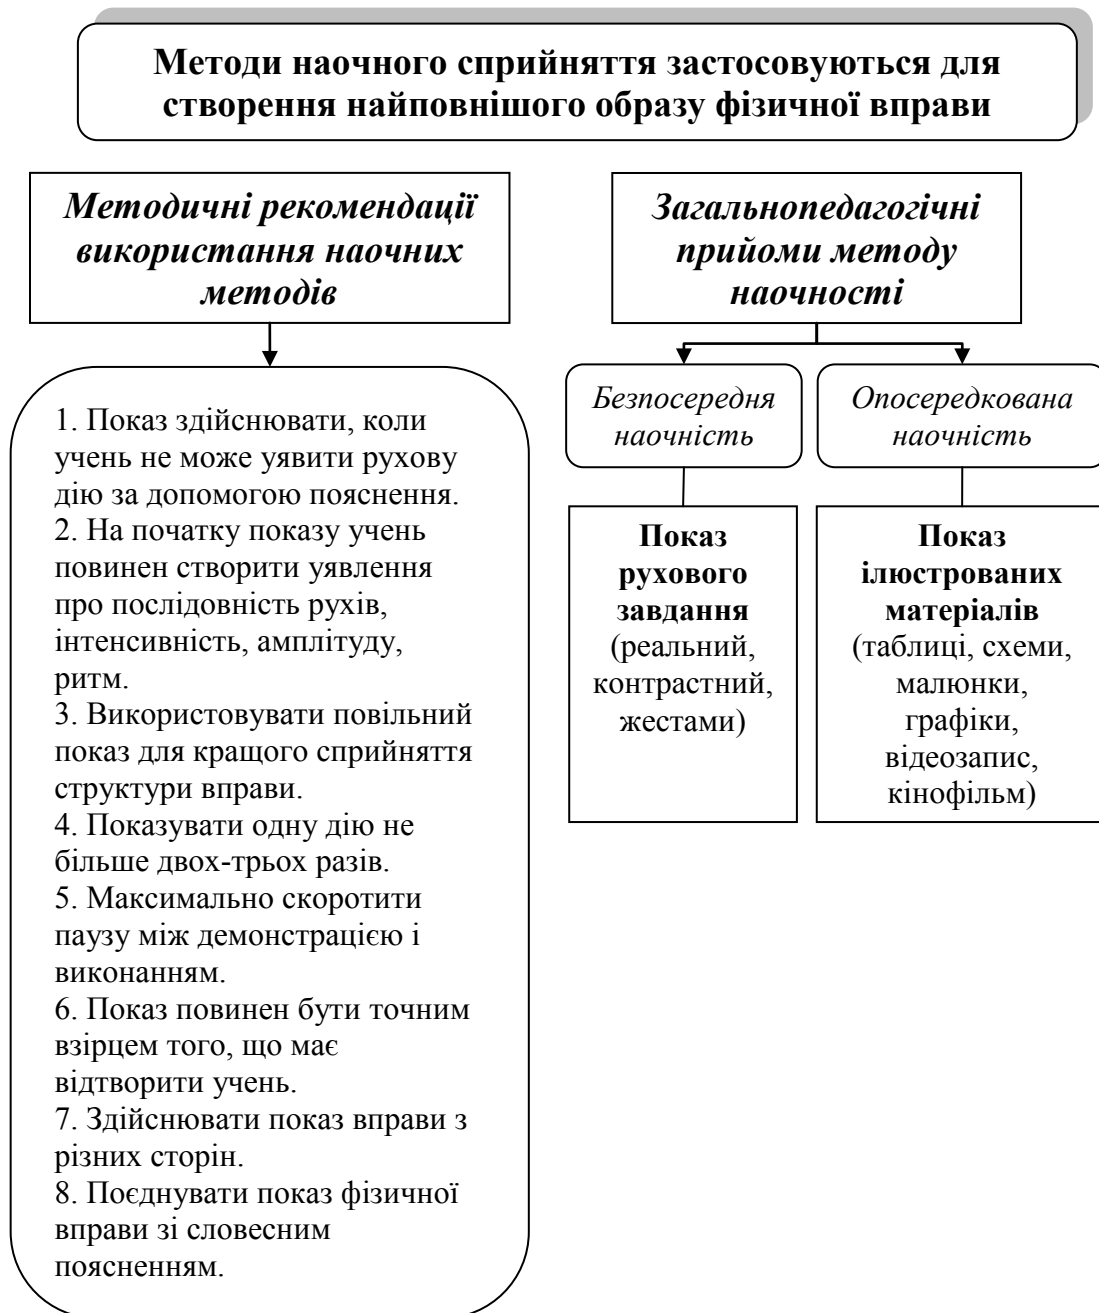 Методи наочного сприйняття застосовуються для
створення найповнішого образу фізичної вправи
Методичні рекомендації
використання наочних
методів
1. Показ здійснювати, коли
учень не може уявити рухову
дію за допомогою пояснення.
2. На початку показу учень
повинен створити уявлення
про послідовність рухів,
інтенсивність, амплітуду,
ритм.
3. Використовувати повільний
показ для кращого сприйняття
структури вправи.
4. Показувати одну дію не
більше двох-трьох разів.
5. Максимально скоротити
паузу між демонстрацією і
виконанням.
6. Показ повинен бути точним
взірцем того, що має
відтворити учень.
7. Здійснювати показ вправи з
різних сторін.
8. Поєднувати показ фізичної
вправи зі словесним
поясненням.
Загальнопедагогічні
прийоми методу
наочності
Безпосередня
наочність
Показ
рухового
завдання
(реальний,
контрастний,
жестами)
Опосередкована
наочність
Показ
ілюстрованих
матеріалів
(таблиці, схеми,
малюнки,
графіки,
відеозапис,
кінофільм)